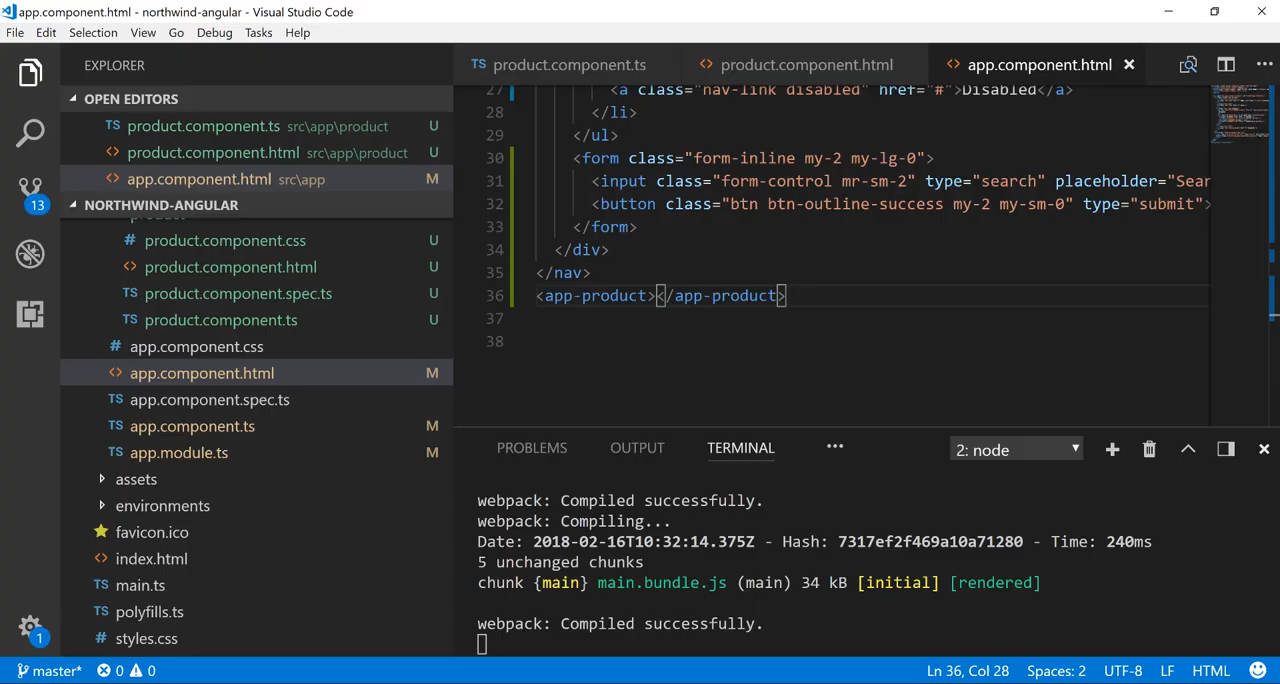 app.component.html - northwind-angular - Visual Studio Code
File Edit Selection View Go Debug Tasks Help
EXPLORER
TS product.component.ts <> product.component.html <> app.component.html
OPEN EDITORS
TS product.component.ts src\app\product U
<> product.component.html src\app\product U
<> app.component.html src\app M
13
NORTHWIND-ANGULAR
# product.component.css U
<> product.component.html U
TS product.component.spec.ts U
TS product.component.ts U
# app.component.css
<> app.component.html M
TS app.component.spec.ts
TS app.component.ts M
TS app.module.ts M
assets
environments
favicon.ico
<> index.html
TS main.ts
TS polyfills.ts
# styles.css
1
27 <a class="nav-link disabled" href="#">Disabled</a>
28 </li>
29 </ul>
30 <form class="form-inline my-2 my-lg-0">
31 <input class="form-control mr-sm-2" type="search" placeholder="Sear
32 <button class="btn btn-outline-success my-2 my-sm-0" type="submit">
33 </form>
34 </div>
35 </nav>
36 <app-product></app-product>
37
38
PROBLEMS OUTPUT TERMINAL ••• 2: node
webpack: Compiled successfully.
webpack: Compiling...
Date: 2018-02-16T10:32:14.375Z - Hash: 7317ef2f469a10a71280 - Time: 240ms
5 unchanged chunks
chunk {main} main.bundle.js (main) 34 kB [initial] [rendered]
webpack: Compiled successfully.
master* 0 0 Ln 36, Col 28 Spaces: 2 UTF-8 LF HTML